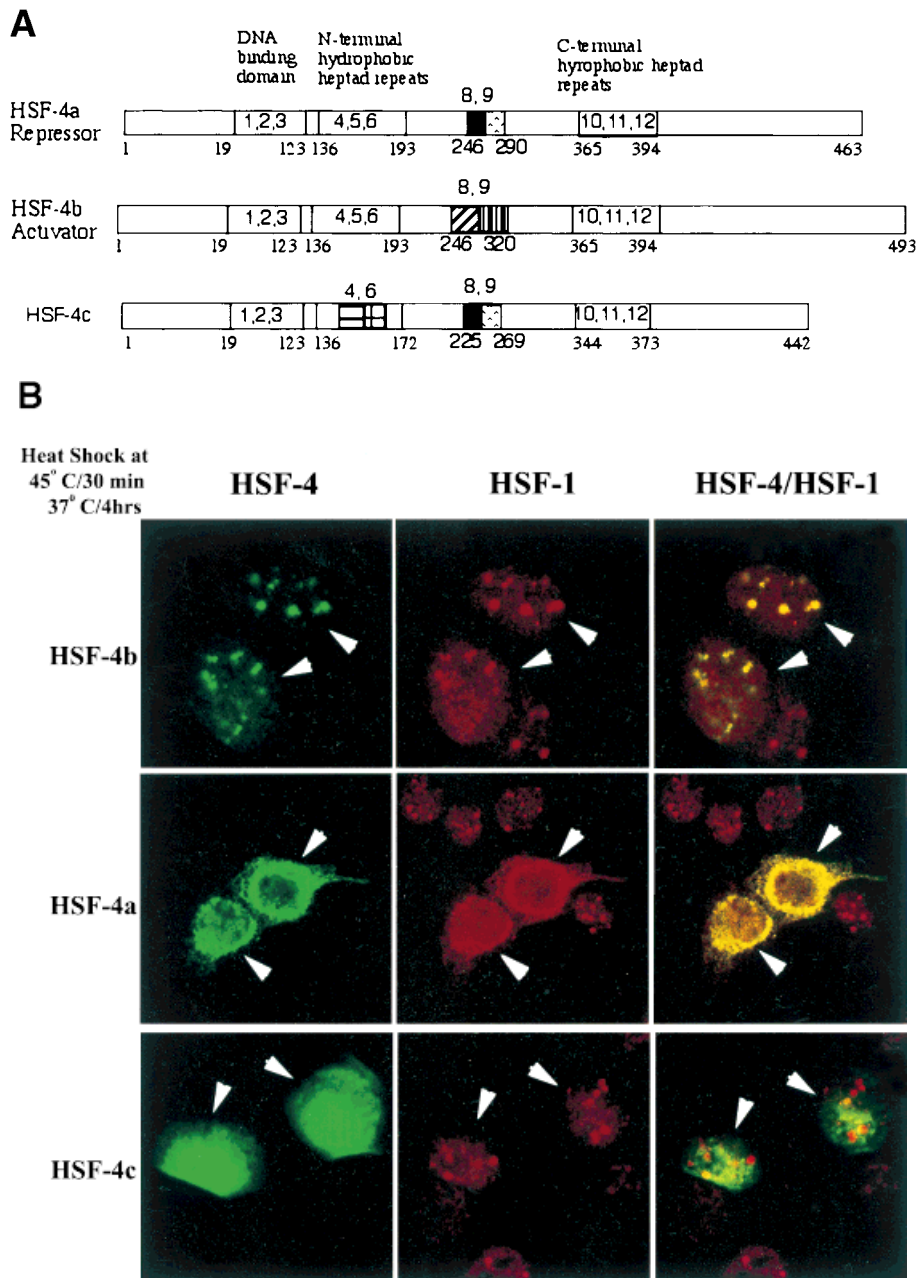 A
DNA
binding
domain
N-terminal
hydrophobic
heptad repeats
C-terminal
hyrophobic heptad
repeats
HSF-4a
Repressor
8, 9
1,2,3
4,5,6
10,11,12
1
19
123
136
193
246
290
365
394
463
HSF-4b
Activator
8, 9
1,2,3
4,5,6
10,11,12
1
19
123
136
193
246
320
365
394
493
HSF-4c
4, 6
8, 9
1,2,3
10,11,12
1
19
123
136
172
225
269
344
373
442
B
Heat Shock at
45° C/30 min
37° C/4hrs
HSF-4
HSF-1
HSF-4/HSF-1
HSF-4b
HSF-4a
HSF-4c